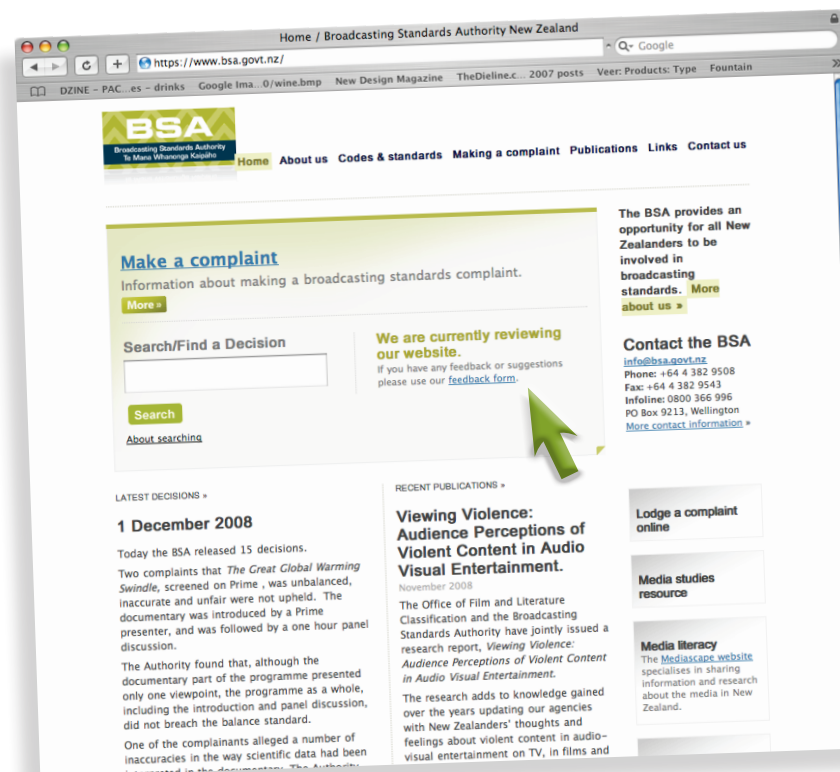 Home / Broadcasting Standards Authority New Zealand
https://www.bsa.govt.nz/
Google
DZINE – PAC...es – drinks Google Ima...0/wine.bmp New Design Magazine TheDieline.c... 2007 posts Veer: Products: Type Fountain
BSA
Broadcasting Standards Authority
Te Mana Whanonga Kaipāho
Home About us Codes & standards Making a complaint Publications Links Contact us
Make a complaint
Information about making a broadcasting standards complaint.
More »
Search/Find a Decision
Search
About searching
We are currently reviewing
our website.
If you have any feedback or suggestions
please use our feedback form.
The BSA provides an
opportunity for all New
Zealanders to be
involved in
broadcasting
standards. More
about us »
Contact the BSA
info@bsa.govt.nz
Phone: +64 4 382 9508
Fax: +64 4 382 9543
Infoline: 0800 366 996
PO Box 9213, Wellington
More contact information »
LATEST DECISIONS »
1 December 2008
Today the BSA released 15 decisions.
Two complaints that The Great Global Warming
Swindle, screened on Prime , was unbalanced,
inaccurate and unfair were not upheld. The
documentary was introduced by a Prime
presenter, and was followed by a one hour panel
discussion.
The Authority found that, although the
documentary part of the programme presented
only one viewpoint, the programme as a whole,
including the introduction and panel discussion,
did not breach the balance standard.
One of the complainants alleged a number of
inaccuracies in the way scientific data had been
in the documentary. The Authority
RECENT PUBLICATIONS »
Viewing Violence:
Audience Perceptions of
Violent Content in Audio
Visual Entertainment.
November 2008
The Office of Film and Literature
Classification and the Broadcasting
Standards Authority have jointly issued a
research report, Viewing Violence:
Audience Perceptions of Violent Content
in Audio Visual Entertainment.
The research adds to knowledge gained
over the years updating our agencies
with New Zealanders' thoughts and
feelings about violent content in audio-
visual entertainment on TV, in films and
Lodge a complaint
online
Media studies
resource
Media literacy
The Mediascape website
specialises in sharing
information and research
about the media in New
Zealand.